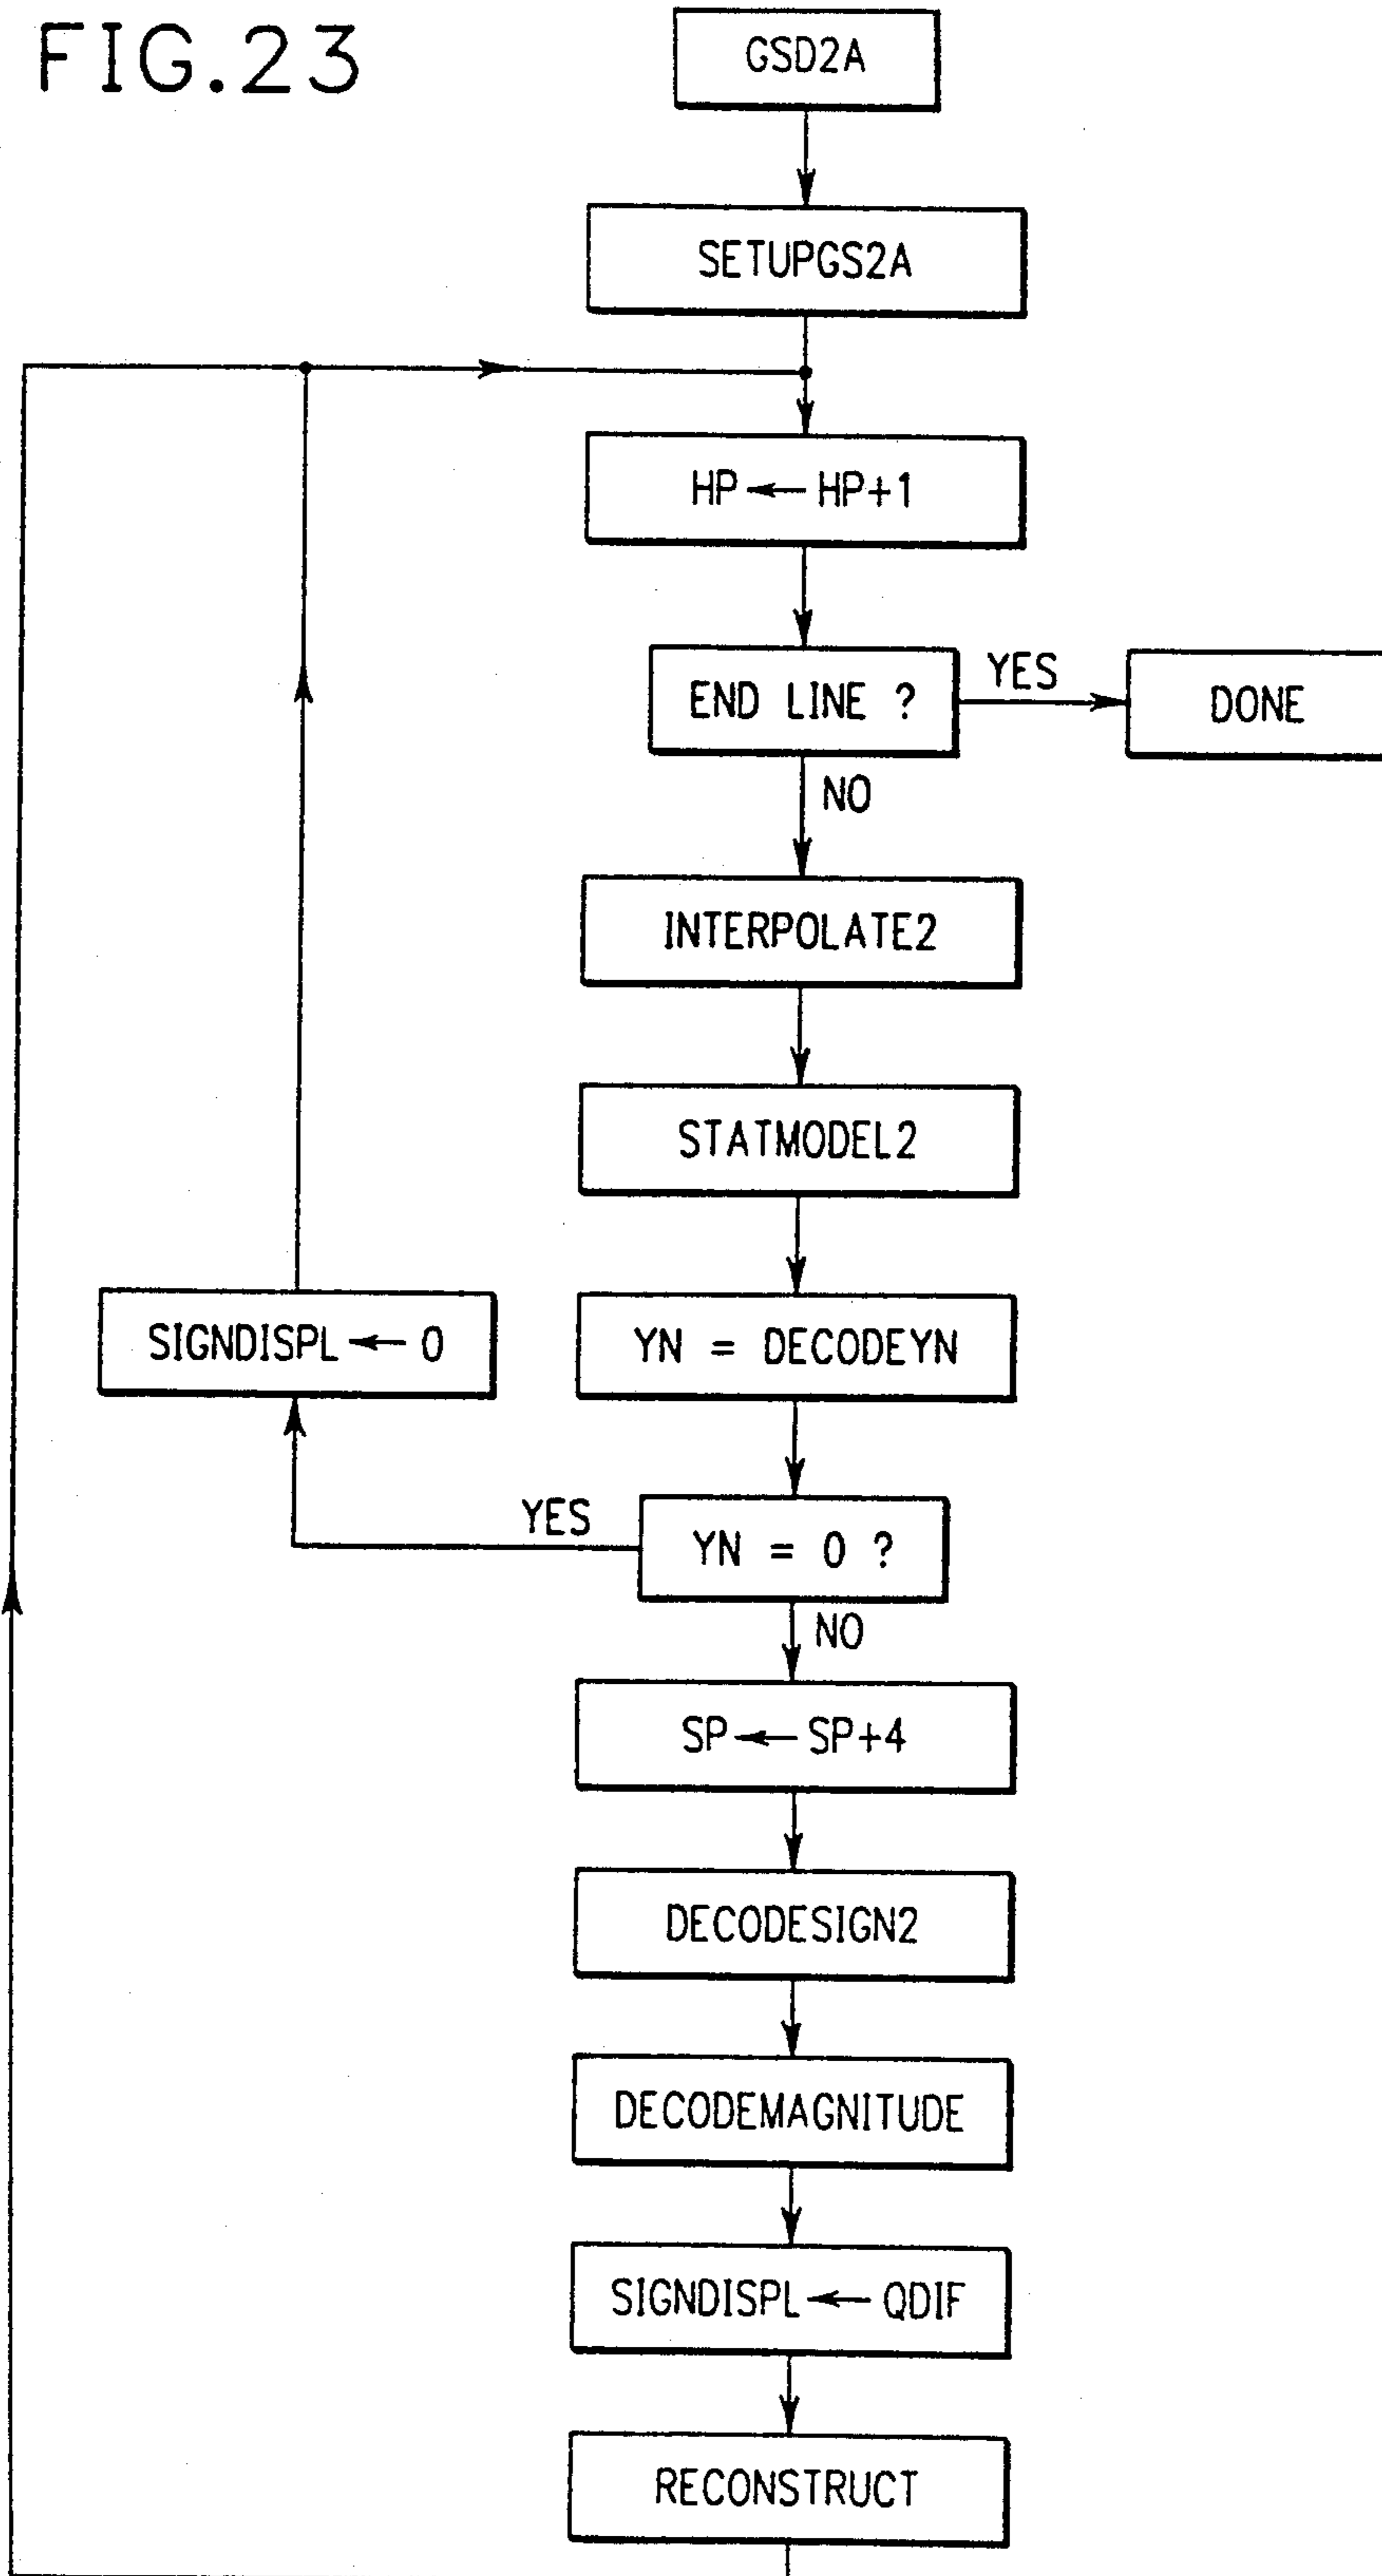 FIG.23
GSD2A
SETUPGS2A
HP ← HP+1
END LINE ?
YES
DONE
NO
INTERPOLATE2
STATMODEL2
SIGNDISPL ← 0
YN = DECODEYN
YES
YN = 0 ?
NO
SP ← SP+4
DECODESIGN2
DECODEMAGNITUDE
SIGNDISPL ← QDIF
RECONSTRUCT